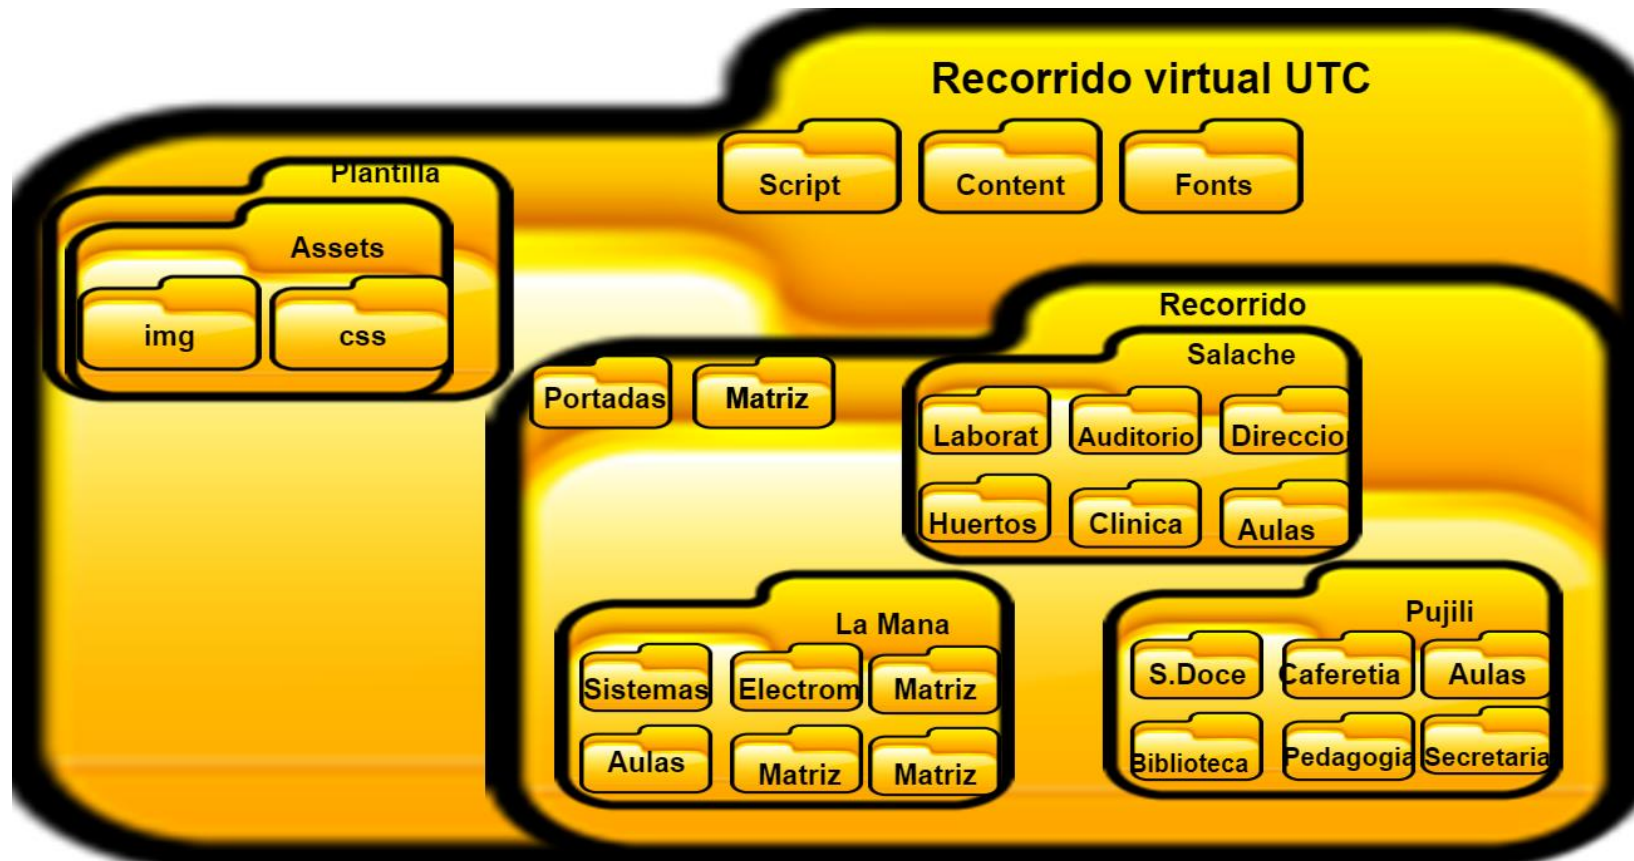 Recorrido virtual UTC
Script
Content
Fonts
Plantilla
Assets
img
css
Recorrido
Portadas
Matriz
Salache
Laborat
Auditorio
Direccio
Huertos
Clinica
Aulas
La Mana
Sistemas
Electrom
Matriz
Aulas
Matriz
Matriz
Pujili
S.Doce
Caferetia
Aulas
Biblioteca
Pedagogia
Secretaria